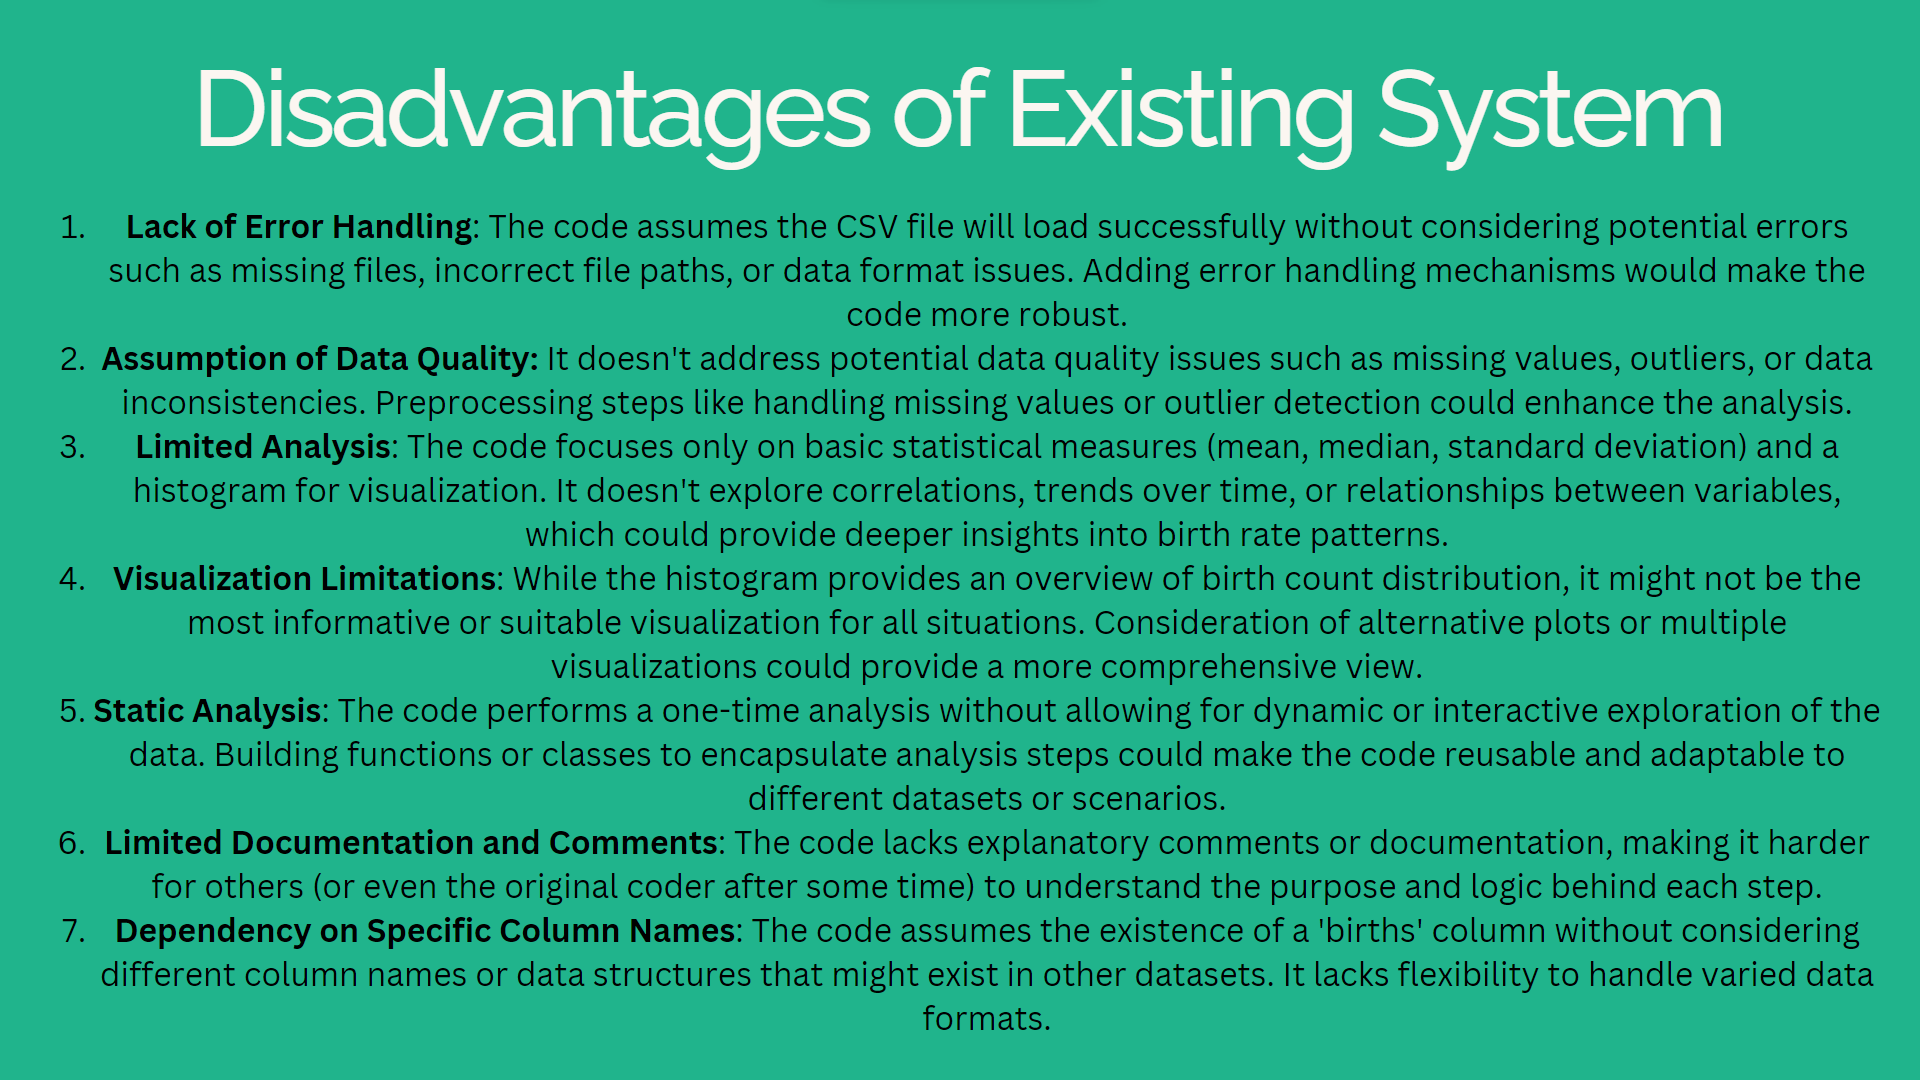 Disadvantages of Existing System
1. Lack of Error Handling: The code assumes the CSV file will load successfully without considering potential errors
such as missing files, incorrect file paths, or data format issues. Adding error handling mechanisms would make the
code more robust.
2. Assumption of Data Quality: It doesn't address potential data quality issues such as missing values, outliers, or data
inconsistencies. Preprocessing steps like handling missing values or outlier detection could enhance the analysis.
3. Limited Analysis: The code focuses only on basic statistical measures (mean, median, standard deviation) and a
histogram for visualization. It doesn't explore correlations, trends over time, or relationships between variables,
which could provide deeper insights into birth rate patterns.
4. Visualization Limitations: While the histogram provides an overview of birth count distribution, it might not be the
most informative or suitable visualization for all situations. Consideration of alternative plots or multiple
visualizations could provide a more comprehensive view.
5. Static Analysis: The code performs a one-time analysis without allowing for dynamic or interactive exploration of the
data. Building functions or classes to encapsulate analysis steps could make the code reusable and adaptable to
different datasets or scenarios.
6. Limited Documentation and Comments: The code lacks explanatory comments or documentation, making it harder
for others (or even the original coder after some time) to understand the purpose and logic behind each step.
7. Dependency on Specific Column Names: The code assumes the existence of a 'births' column without considering
different column names or data structures that might exist in other datasets. It lacks flexibility to handle varied data
formats.